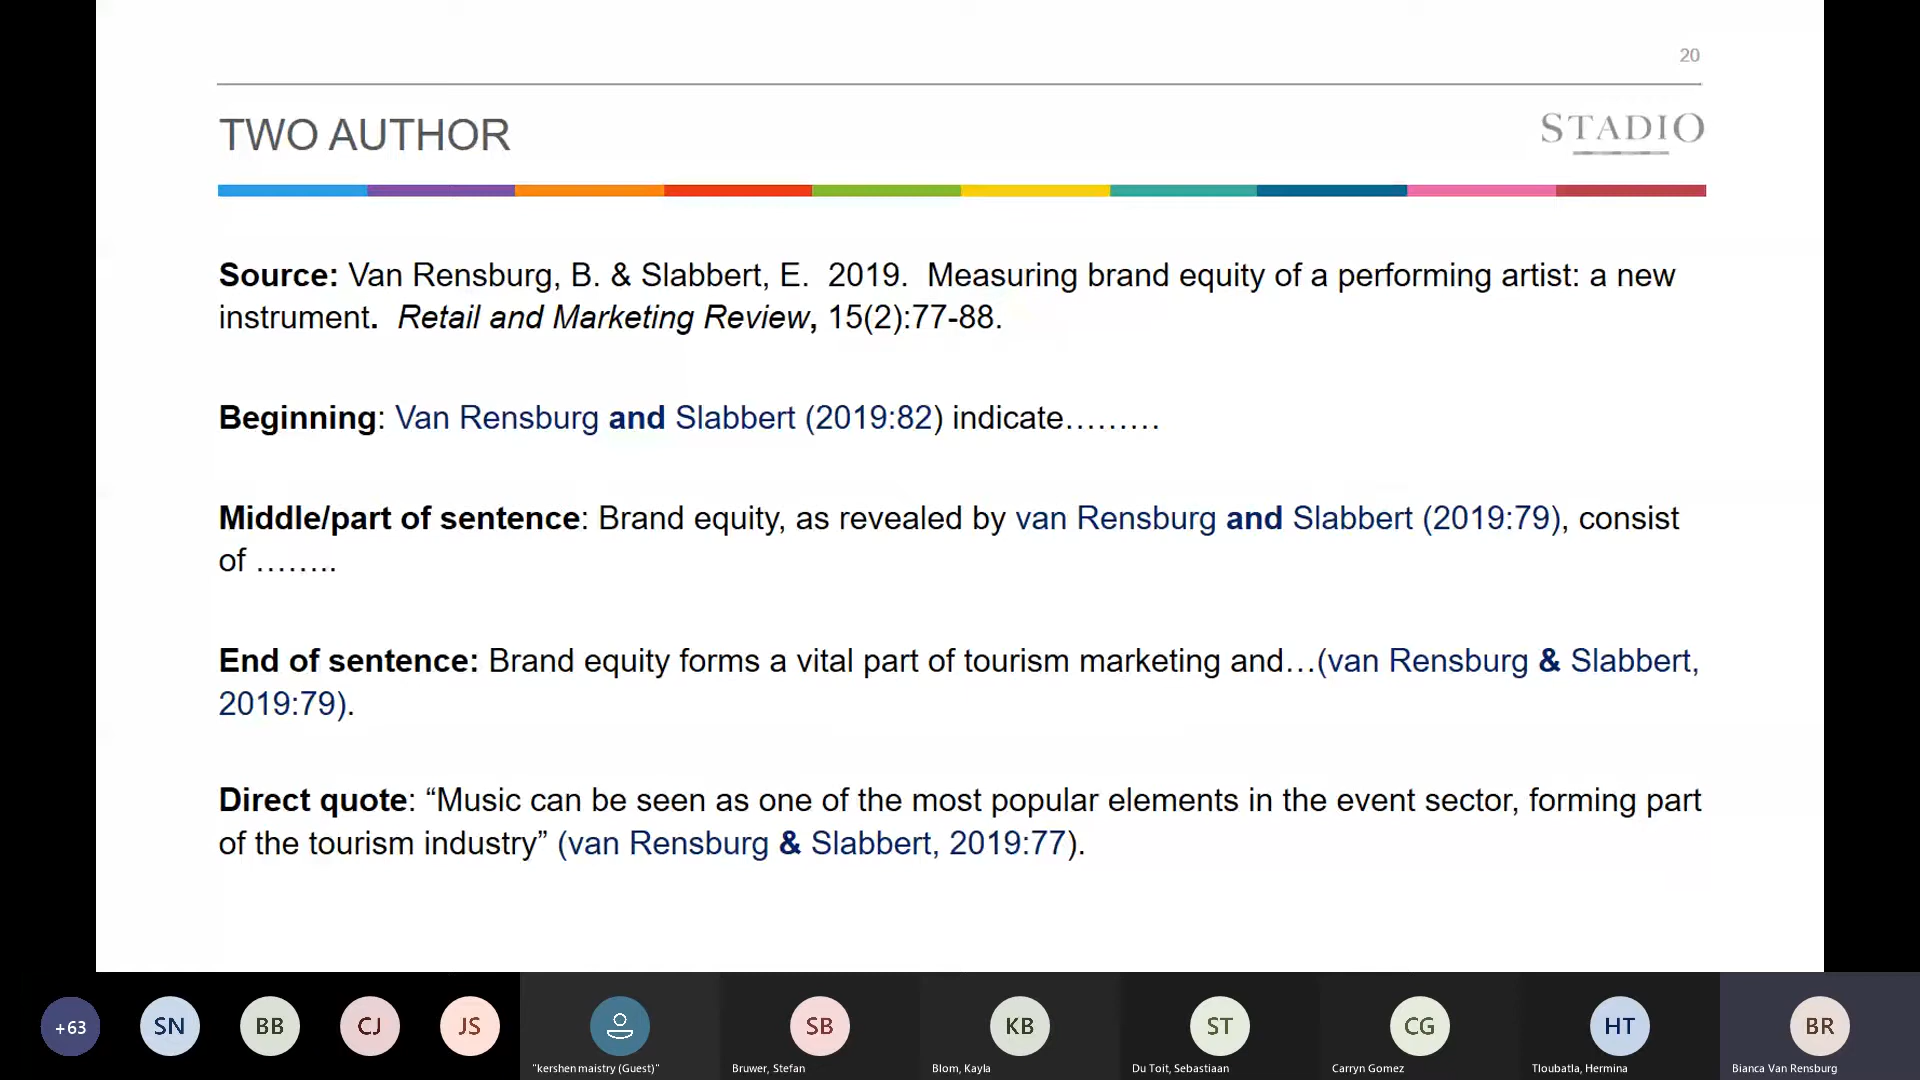 20
TWO AUTHOR
STADIO
Source: Van Rensburg, B. & Slabbert, E.  2019.  Measuring brand equity of a performing artist: a new
instrument.  Retail and Marketing Review, 15(2):77-88.
Beginning: Van Rensburg and Slabbert (2019:82) indicate………
Middle/part of sentence: Brand equity, as revealed by van Rensburg and Slabbert (2019:79), consist
of ……..
End of sentence: Brand equity forms a vital part of tourism marketing and…(van Rensburg & Slabbert,
2019:79).
Direct quote: “Music can be seen as one of the most popular elements in the event sector, forming part
of the tourism industry” (van Rensburg & Slabbert, 2019:77).
+63 SN BB CJ JS SB KB ST CG HT BR
"kershen maistry (Guest)" Bruwer, Stefan Blom, Kayla Du Toit, Sebastiaan Carryn Gomez Tloubatla, Hermina Bianca Van Rensburg